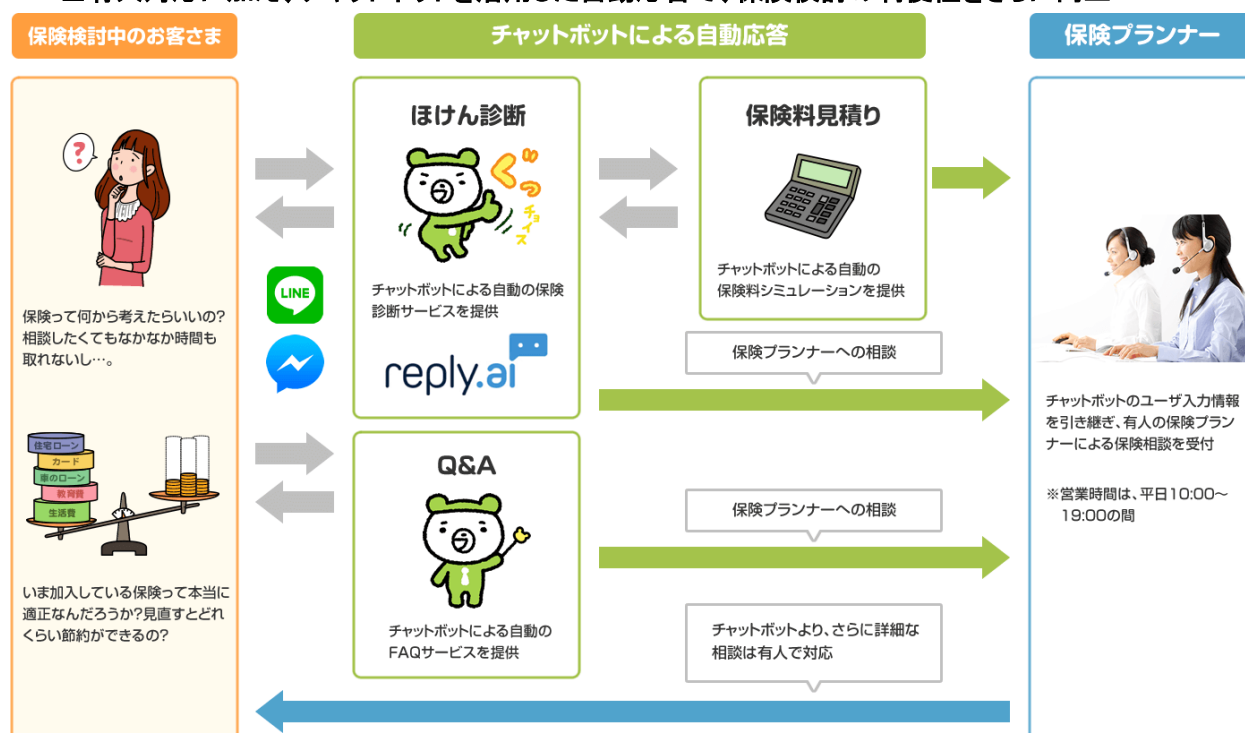 保険検討中のお客さま
チャットボットによる自動応答
保険プランナー
?
保険って何から考えたらいいの?
相談したくてもなかなか時間も
取れないし…。
住宅ローン
カード
車のローン
教育費
生活費
いま加入している保険って本当に
適正なんだろうか?見直すとどれ
くらい節約ができるの?
LINE
ほけん診断
う
ぐっ
チョイス
チャットボットによる自動の保険
診断サービスを提供
reply.ai
Q&A
う
チャットボットによる自動の
FAQサービスを提供
保険料見積り
チャットボットによる自動の
保険料シミュレーションを提供
保険プランナーへの相談
保険プランナーへの相談
チャットボットより、さらに詳細な
相談は有人で対応
チャットボットのユーザ入力情報
を引き継ぎ、有人の保険プラン
ナーによる保険相談を受付
※営業時間は、平日10:00～
19:00の間